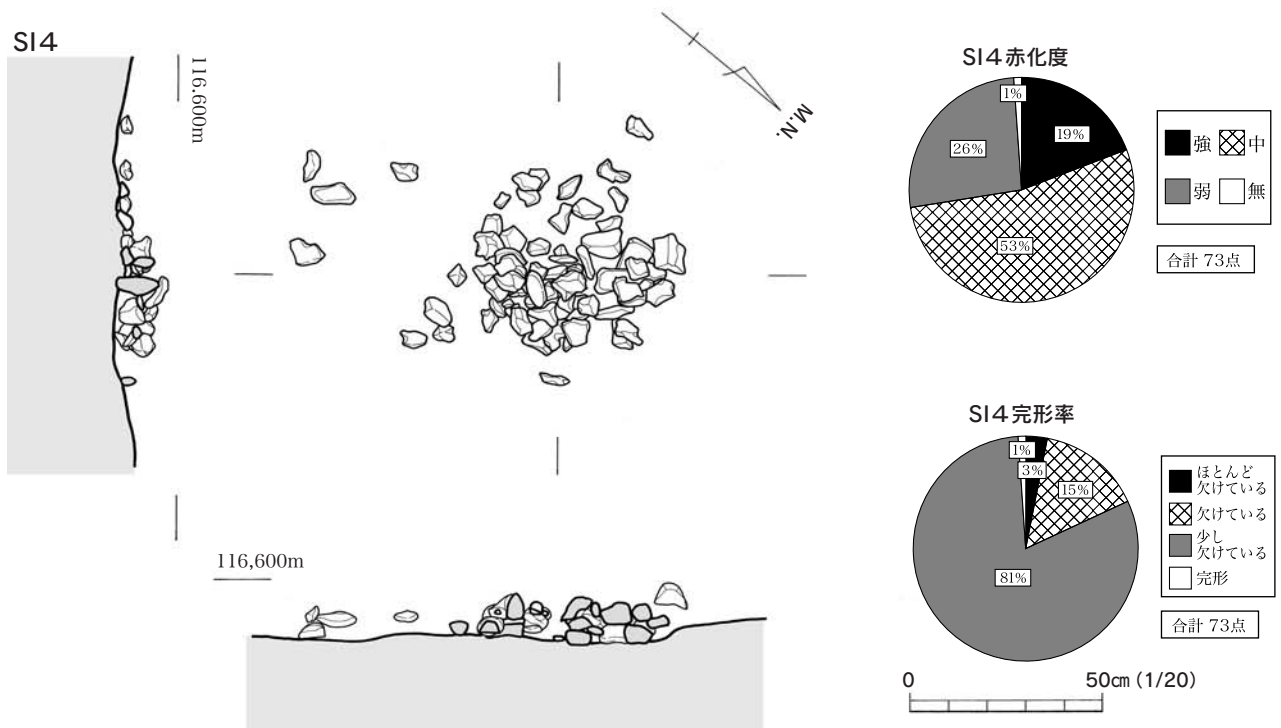 SI4
116.600m
M.N.
116,600m
SI4赤化度
1%
19%
26%
53%
強 中
弱 無
合計 73点
SI4完形率
1%
3%
15%
81%
ほとんど
欠けている
欠けている
少し
欠けている
完形
合計 73点
0 50㎝ (1/20)